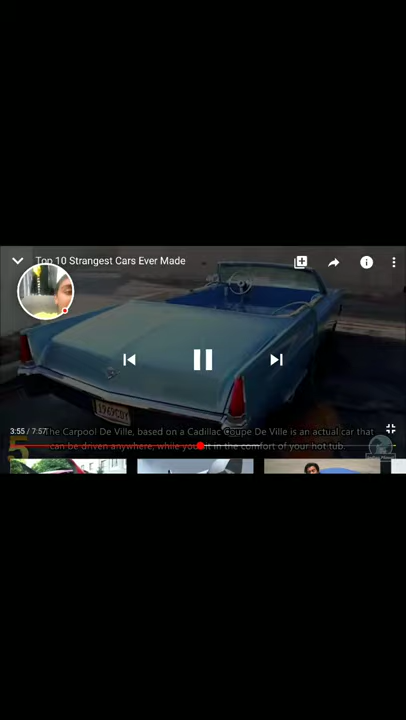 Top 10 Strangest Cars Ever Made
1969CDV
3:55 / 7:57
The Carpool De Ville, based on a Cadillac Coupe De Ville is an actual car that
can be driven anywhere, while you sit in the comfort of your hot tub.
5